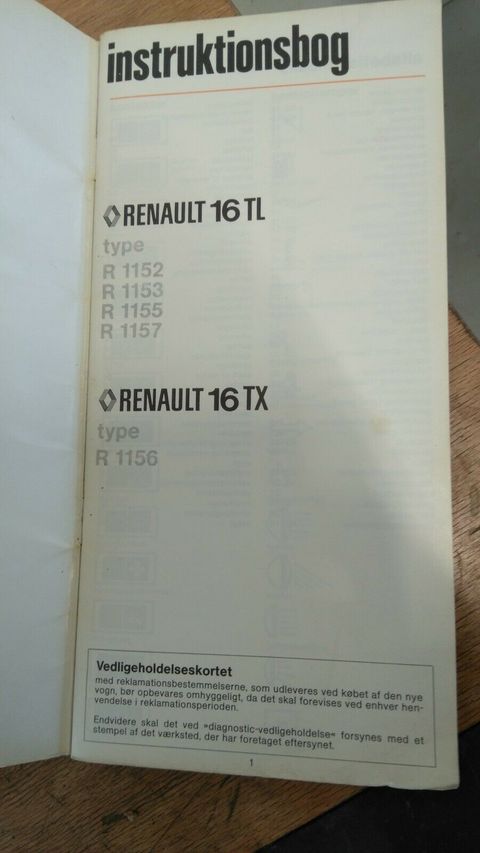 instruktionsbog
RENAULT 16 TL
type
R 1152
R 1153
R 1155
R 1157
RENAULT 16 TX
type
R 1156
Vedligeholdelseskortet
med reklamationsbestemmelserne, som udleveres ved købet af den nye
vogn, bør opbevares omhyggeligt, da det skal forevises ved enhver hen-
vendelse i reklamationsperioden.
Endvidere skal det ved »diagnostic-vedligeholdelse« forsynes med et
stempel af det værksted, der har foretaget eftersynet.
1